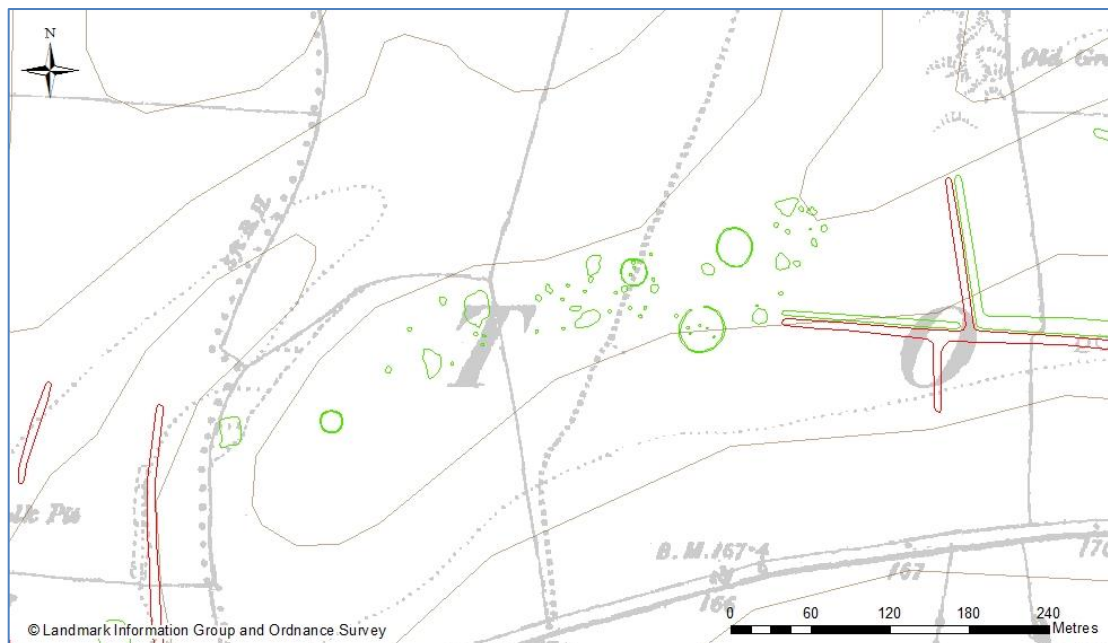 N
Old Gr
T
O
B.M.167·4
167
166
170
0 60 120 180 240
Metres
© Landmark Information Group and Ordnance Survey